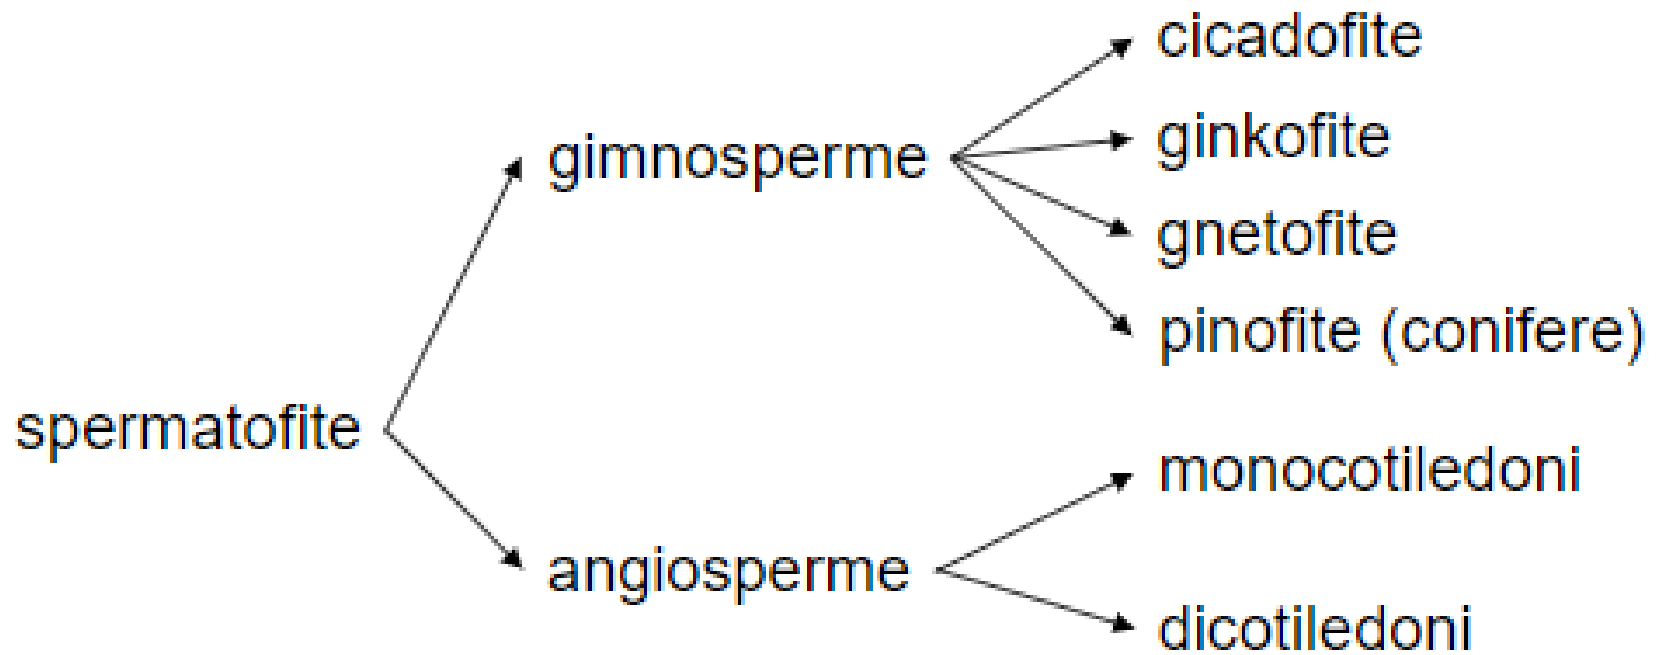 cicadofite
ginkofite
gimnosperme
gnetofite
pinofite (conifere)
spermatofite
monocotiledoni
angiosperme
dicotiledoni